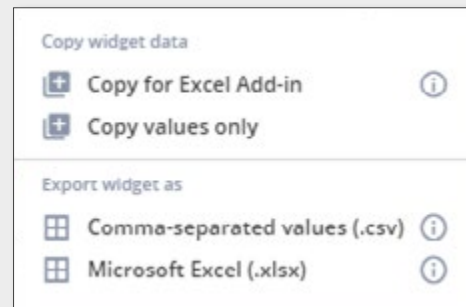 Copy widget data
Copy for Excel Add-in
Copy values only
Export widget as
Comma-separated values (.csv)
Microsoft Excel (.xlsx)